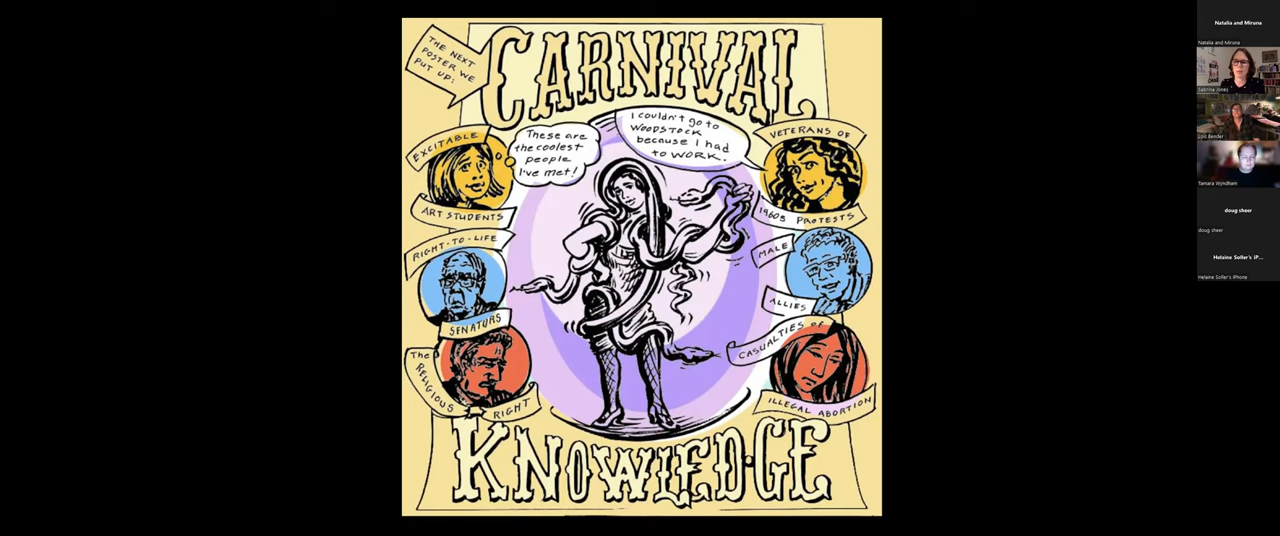 THE NEXT
POSTER WE
PUT UP:
CARNIVAL
EXCITABLE
ART STUDENTS
These are
the coolest
people
I've met!
I couldn't go to
WOODSTOCK
because I had
to WORK.
VETERANS OF
1960s PROTESTS
RIGHT-TO-LIFE
SENATORS
MALE
ALLIES
The
RELIGIOUS
RIGHT
CASUALTIES OF
ILLEGAL ABORTION
KNOWLEDGE
Natalia and Miruna
Natalia and Miruna
Sabrina Jones
Lois Bender
Tamara Wyndham
doug sheer
doug sheer
Helaine Soller's iP...
Helaine Soller's iPhone